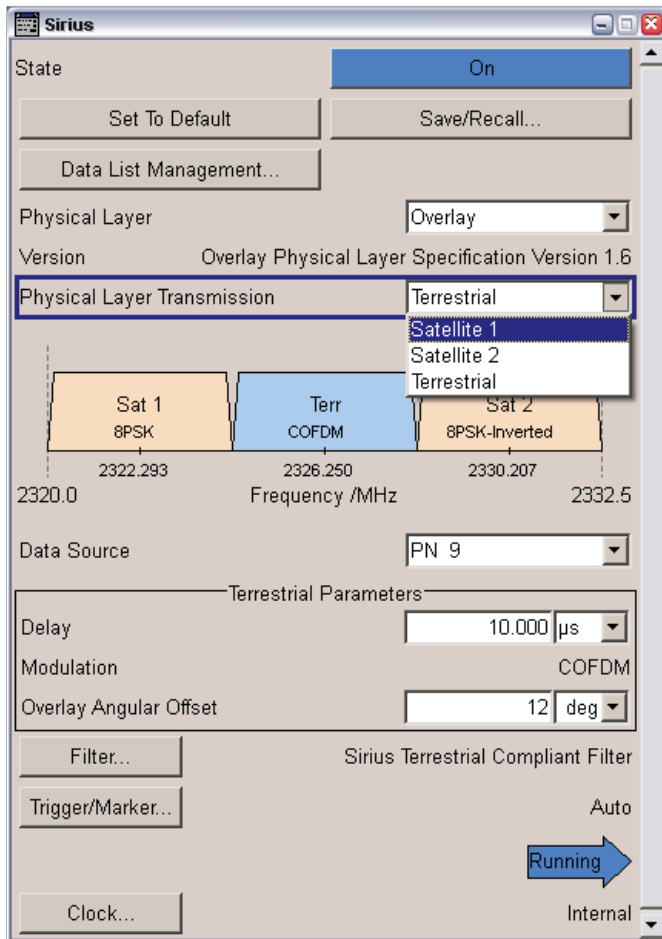 Sirius
State On
Set To Default Save/Recall...
Data List Management...
Physical Layer Overlay
Version Overlay Physical Layer Specification Version 1.6
Physical Layer Transmission Terrestrial
Satellite 1
Satellite 2
Terrestrial
Sat 1 Terr Sat 2
8PSK COFDM 8PSK-Inverted
2322.293 2326.250 2330.207
2320.0 Frequency /MHz 2332.5
Data Source PN 9
Terrestrial Parameters
Delay 10.000 µs
Modulation COFDM
Overlay Angular Offset 12 deg
Filter... Sirius Terrestrial Compliant Filter
Trigger/Marker... Auto
Running
Clock... Internal